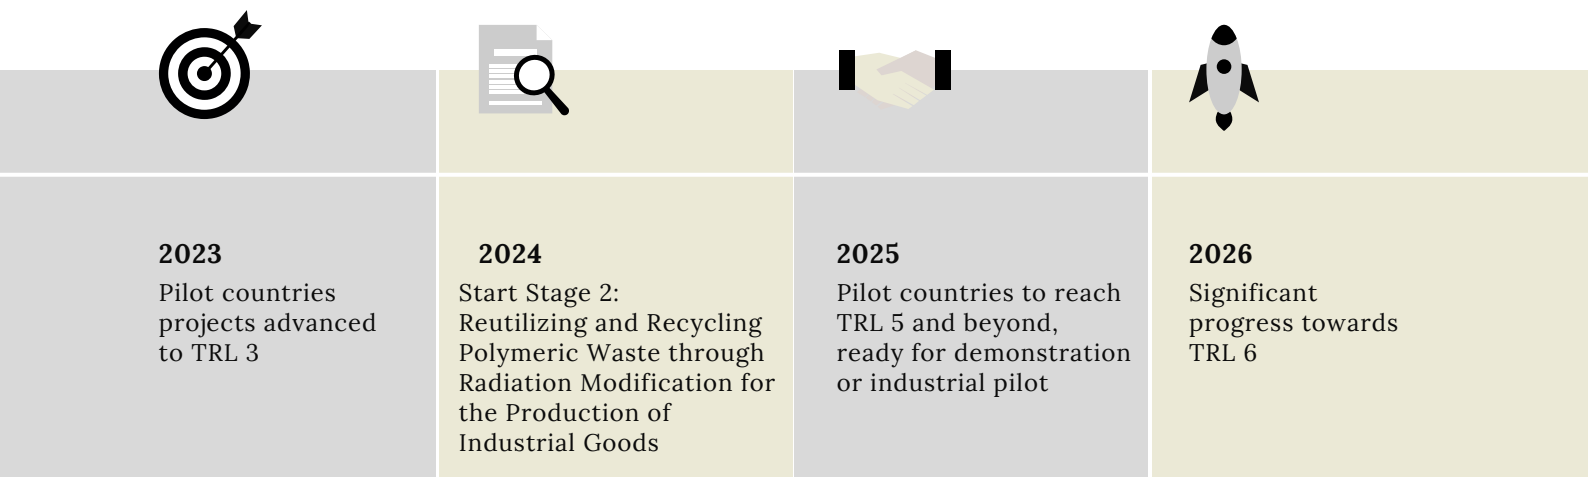 2023
Pilot countries
projects advanced
to TRL 3
2024
Start Stage 2:
Reutilizing and Recycling
Polymeric Waste through
Radiation Modification for
the Production of
Industrial Goods
2025
Pilot countries to reach
TRL 5 and beyond,
ready for demonstration
or industrial pilot
2026
Significant
progress towards
TRL 6